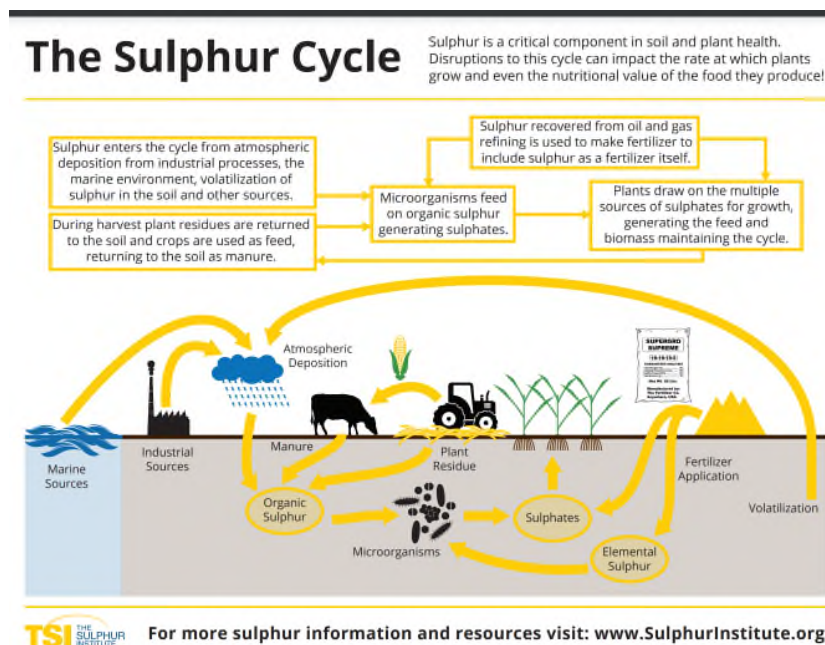 The Sulphur Cycle
Sulphur is a critical component in soil and plant health.
Disruptions to this cycle can impact the rate at which plants
grow and even the nutritional value of the food they produce!
Sulphur enters the cycle from atmospheric
deposition from industrial processes, the
marine environment, volatilization of
sulphur in the soil and other sources.
Sulphur recovered from oil and gas
refining is used to make fertilizer to
include sulphur as a fertilizer itself.
Microorganisms feed
on organic sulphur
generating sulphates.
Plants draw on the multiple
sources of sulphates for growth,
generating the feed and
biomass maintaining the cycle.
During harvest plant residues are returned
to the soil and crops are used as feed,
returning to the soil as manure.
Atmospheric
Deposition
SUPERGRO
SUPREME
Marine
Sources
Industrial
Sources
Manure
Plant
Residue
Fertilizer
Application
Volatilization
Organic
Sulphur
Microorganisms
Sulphates
Elemental
Sulphur
TSI THE
SULPHUR
INSTITUTE
For more sulphur information and resources visit: www.SulphurInstitute.org